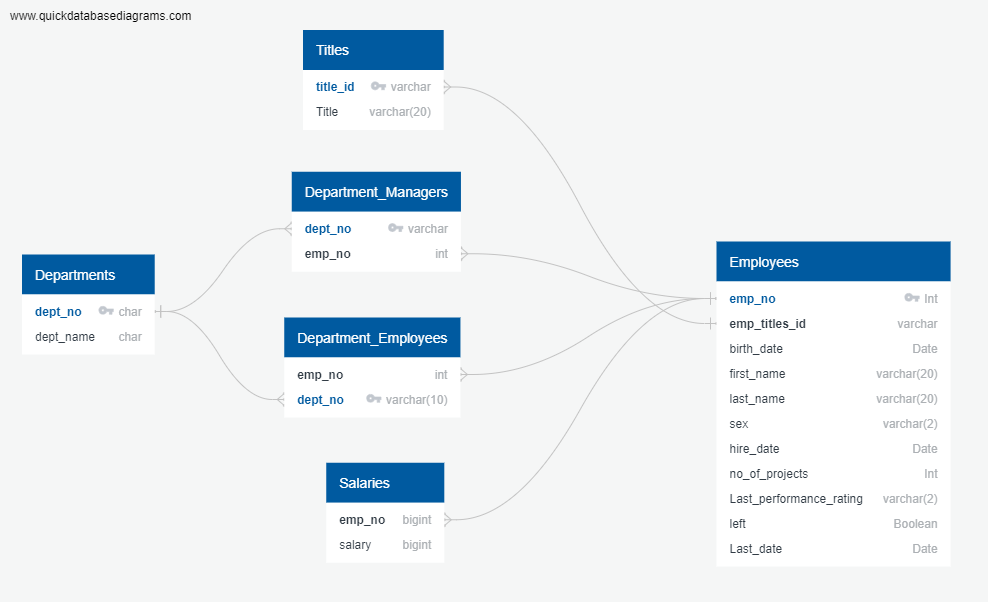 www.quickdatabasediagrams.com
Titles
title_id varchar
Title varchar(20)
Department_Managers
dept_no varchar
emp_no int
Departments
dept_no char
dept_name char
Department_Employees
emp_no int
dept_no varchar(10)
Salaries
emp_no bigint
salary bigint
Employees
emp_no Int
emp_titles_id varchar
birth_date Date
first_name varchar(20)
last_name varchar(20)
sex varchar(2)
hire_date Date
no_of_projects Int
Last_performance_rating varchar(2)
left Boolean
Last_date Date